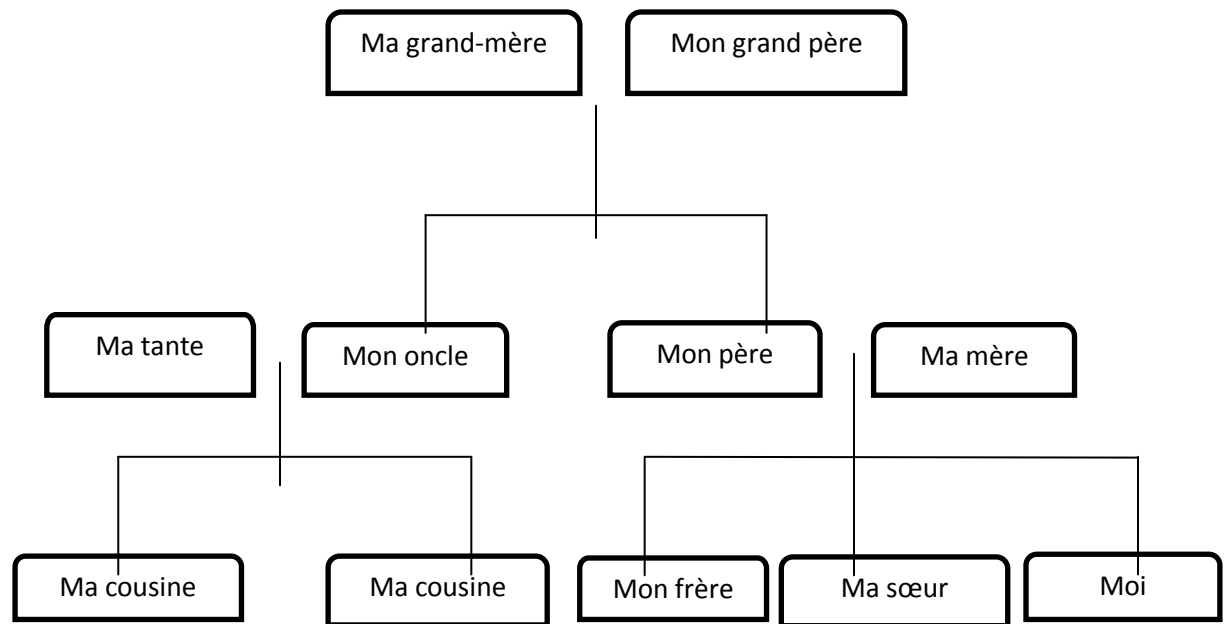 Ma grand-mère
Mon grand père
Ma tante
Mon oncle
Mon père
Ma mère
Ma cousine
Ma cousine
Mon frère
Ma sœur
Moi